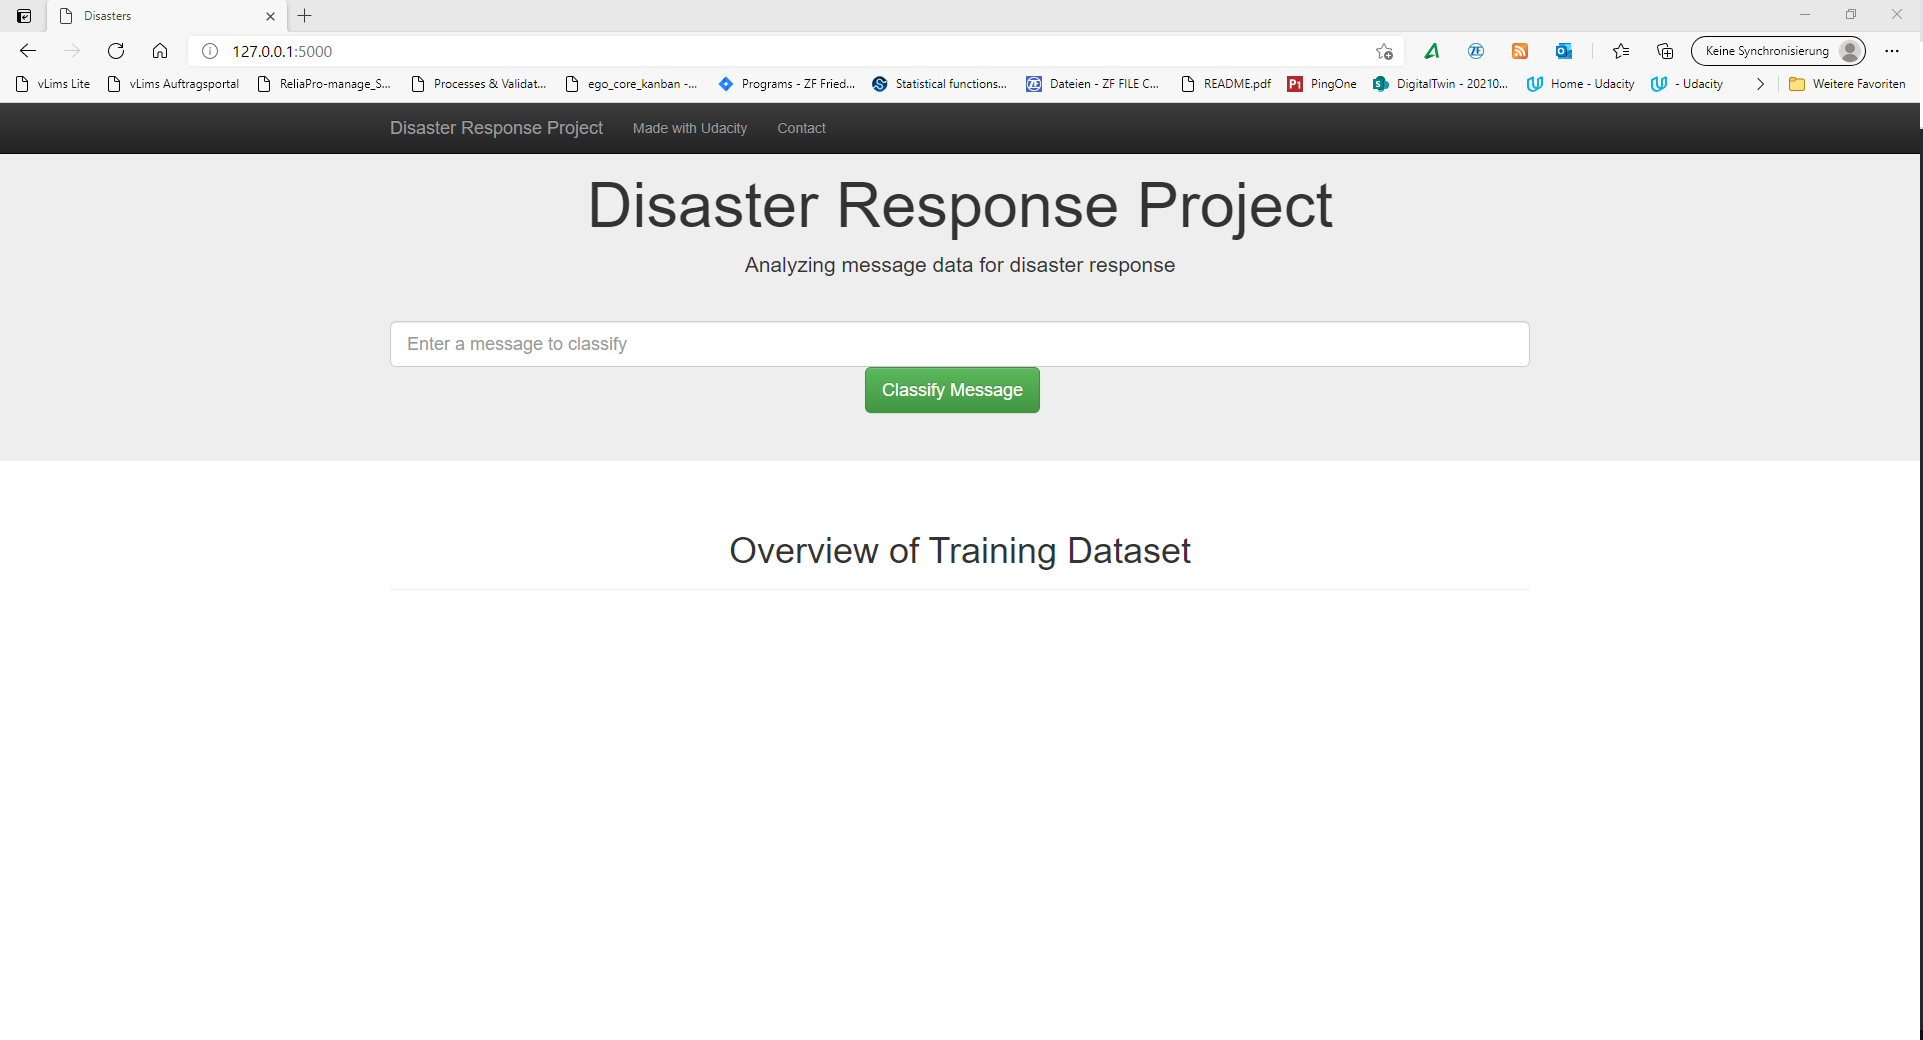 Disasters
127.0.0.1:5000
Keine Synchronisierung
vLims Lite
vLims Auftragsportal
ReliaPro-manage_S...
Processes & Validat...
ego_core_kanban -...
Programs - ZF Fried...
Statistical functions...
Dateien - ZF FILE C...
README.pdf
PingOne
DigitalTwin - 20210...
Home - Udacity
- Udacity
Weitere Favoriten
Disaster Response Project Made with Udacity Contact
Disaster Response Project
Analyzing message data for disaster response
Enter a message to classify
Classify Message
Overview of Training Dataset